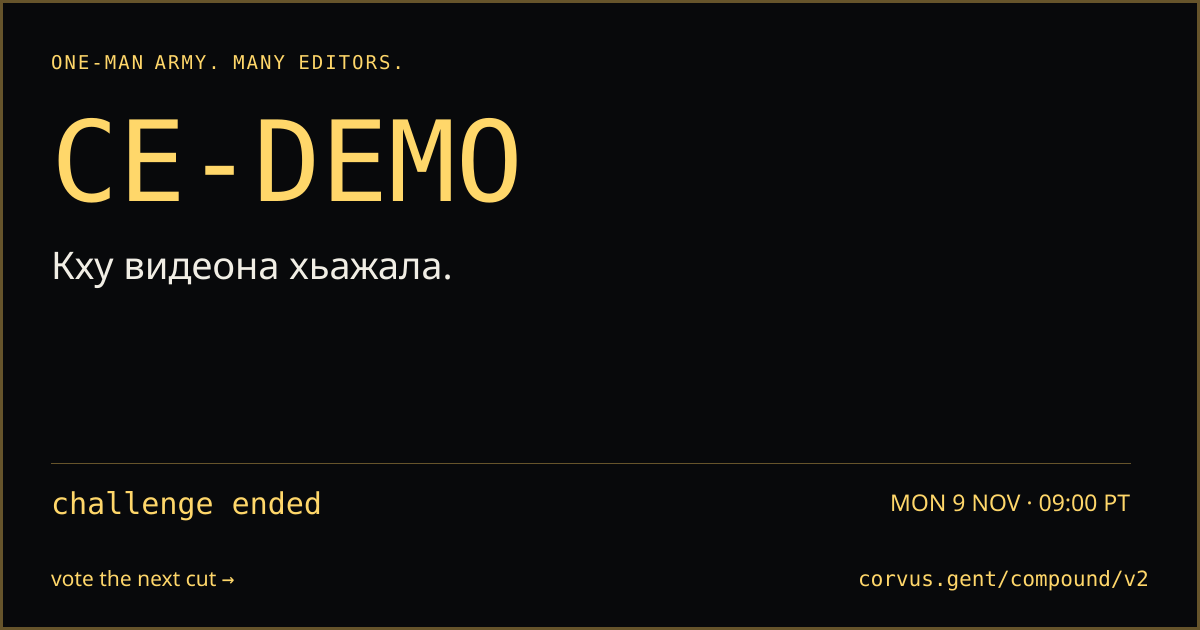 ONE-MAN ARMY. MANY EDITORS.
CE-DEMO
Кху видеона хьажала.
challenge ended
MON 9 NOV · 09:00 PT
vote the next cut →
corvus.gent/compound/v2